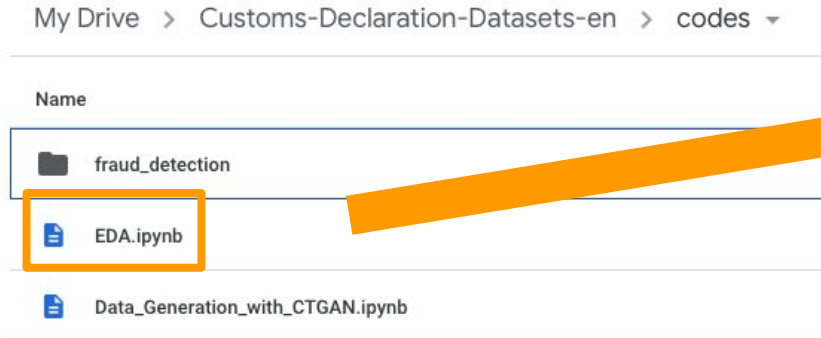 My Drive > Customs-Declaration-Datasets-en > codes
Name
fraud_detection
EDA.ipynb
Data_Generation_with_CTGAN.ipynb